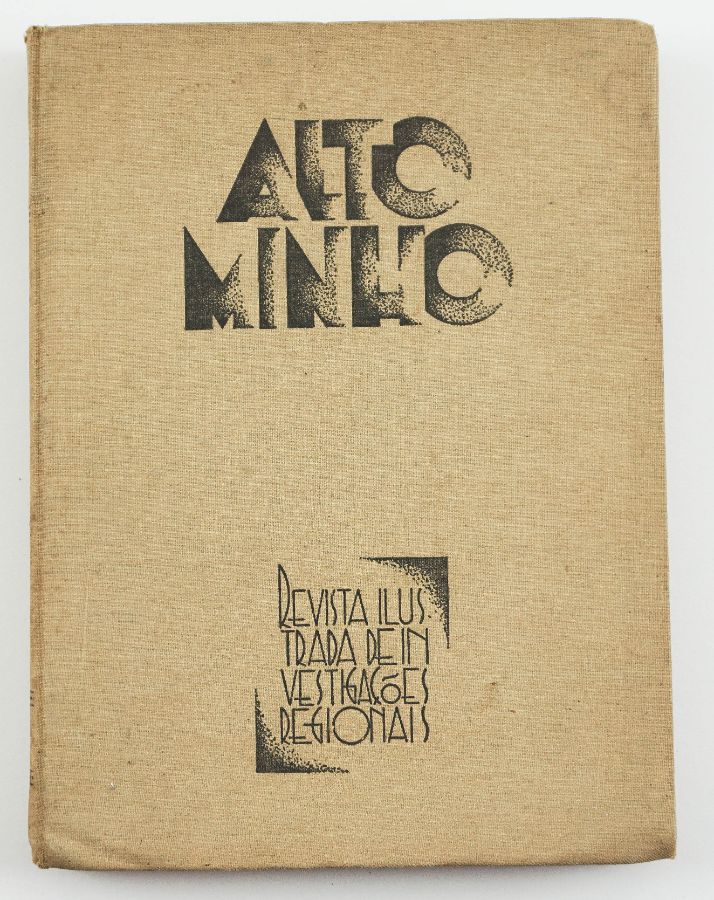 ALTO
MINHO
REVISTA ILUS
TRADA DE IN
VESTIGAÇÕES
REGIONAIS